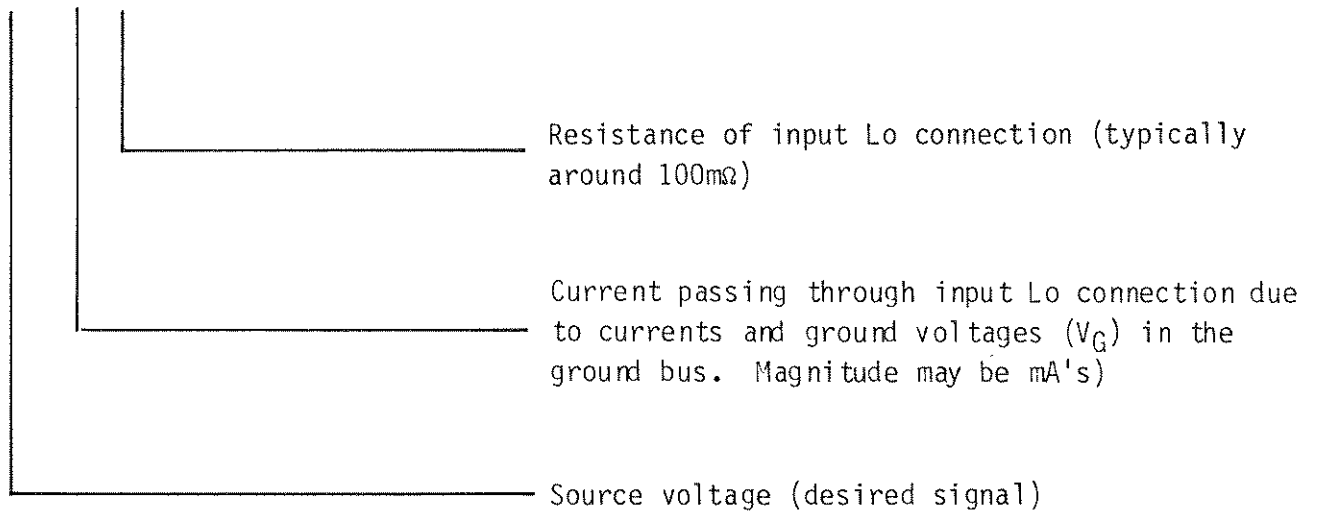 Resistance of input Lo connection (typically
around 100mΩ)
Current passing through input Lo connection due
to currents and ground voltages (V_G) in the
ground bus. Magnitude may be mA's)
Source voltage (desired signal)